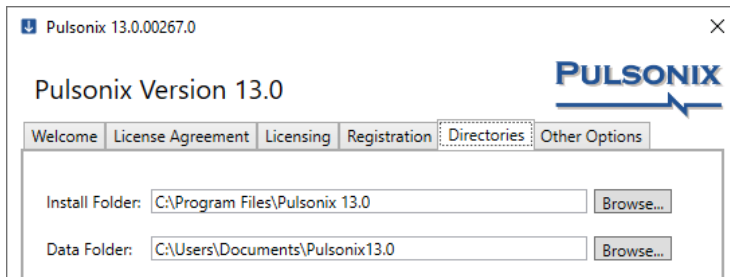 Pulsonix 13.0.00267.0
PULSONIX
Pulsonix Version 13.0
Welcome License Agreement Licensing Registration Directories Other Options
Install Folder: C:\Program Files\Pulsonix 13.0 Browse...
Data Folder: C:\Users\Documents\Pulsonix13.0 Browse...